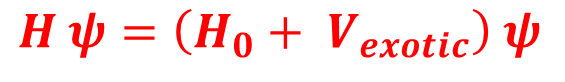 H ψ = (H₀ + V_exotic) ψ